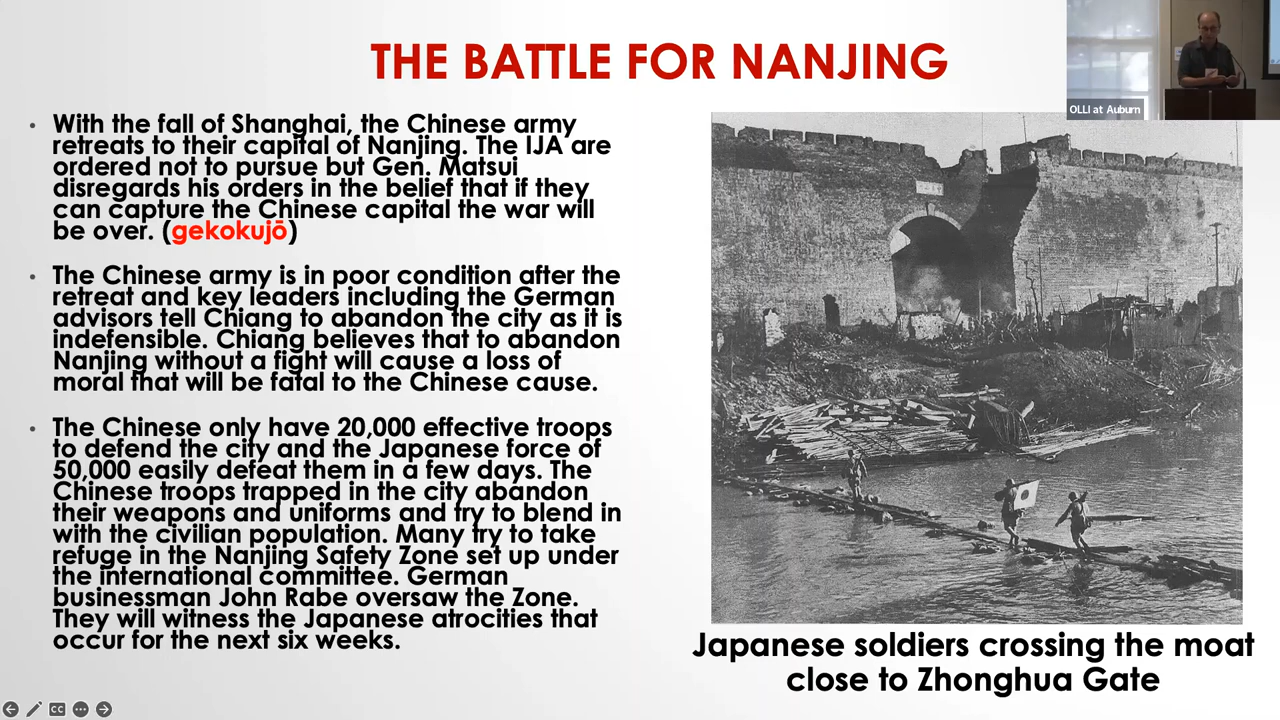 THE BATTLE FOR NANJING
OLLI at Auburn
• With the fall of Shanghai, the Chinese army
retreats to their capital of Nanjing. The IJA are
ordered not to pursue but Gen. Matsui
disregards his orders in the belief that if they
can capture the Chinese capital the war will
be over. (gekokujō)
• The Chinese army is in poor condition after the
retreat and key leaders including the German
advisors tell Chiang to abandon the city as it is
indefensible. Chiang believes that to abandon
Nanjing without a fight will cause a loss of
moral that will be fatal to the Chinese cause.
• The Chinese only have 20,000 effective troops
to defend the city and the Japanese force of
50,000 easily defeat them in a few days. The
Chinese troops trapped in the city abandon
their weapons and uniforms and try to blend in
with the civilian population. Many try to take
refuge in the Nanjing Safety Zone set up under
the international committee. German
businessman John Rabe oversaw the Zone.
They will witness the Japanese atrocities that
occur for the next six weeks.
Japanese soldiers crossing the moat
close to Zhonghua Gate
CC